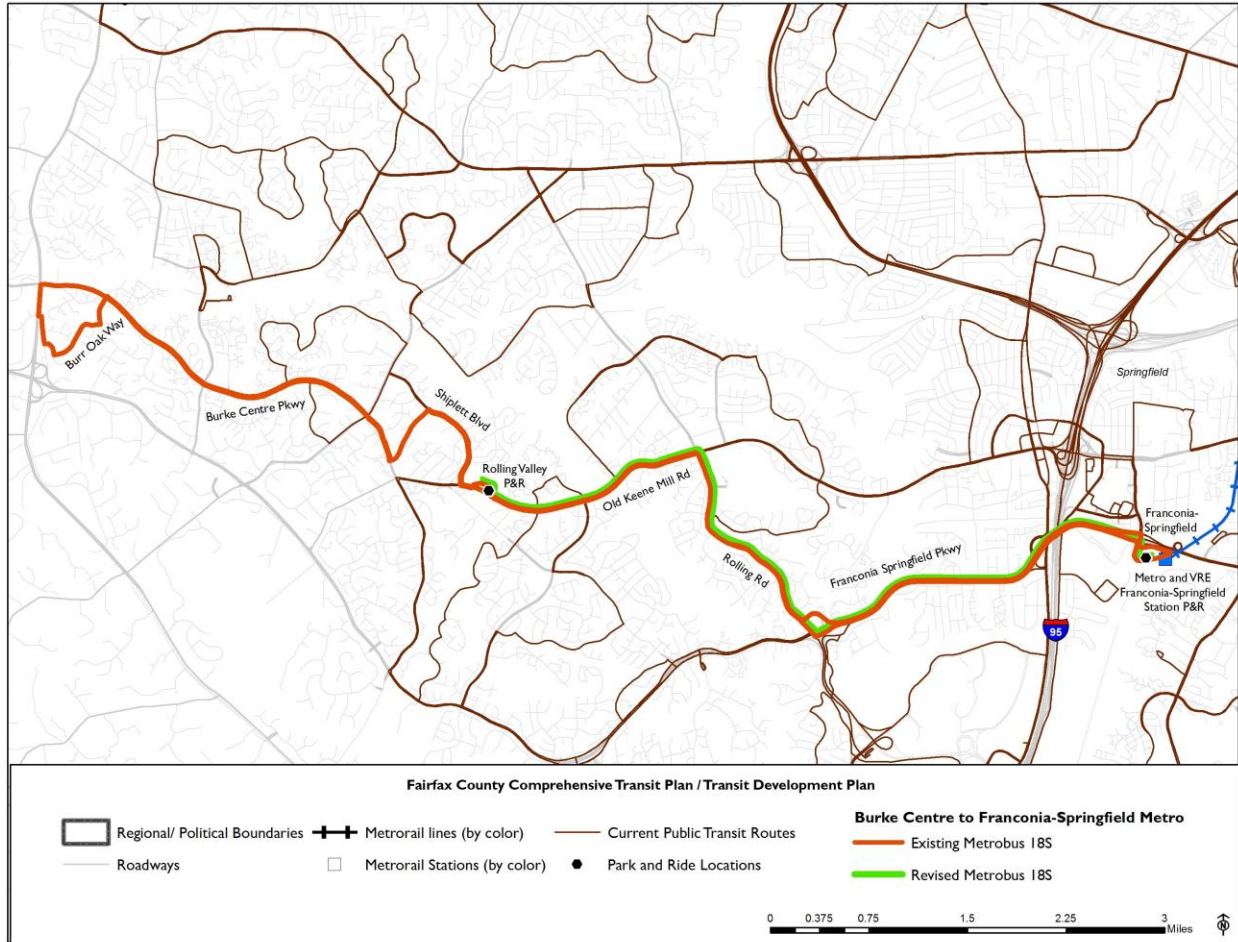 Burr Oak Way
Burke Centre Pkwy
Shiplett Blvd
Rolling Valley
P&R
Old Keene Mill Rd
Rolling Rd
Franconia Springfield Pkwy
Springfield
Franconia-
Springfield
Metro and VRE
Franconia-Springfield
Station P&R
95
Fairfax County Comprehensive Transit Plan / Transit Development Plan
Regional/ Political Boundaries
Metrorail lines (by color)
Current Public Transit Routes
Roadways
Metrorail Stations (by color)
Park and Ride Locations
Burke Centre to Franconia-Springfield Metro
Existing Metrobus 18S
Revised Metrobus 18S
0 0.375 0.75 1.5 2.25 3
Miles
N